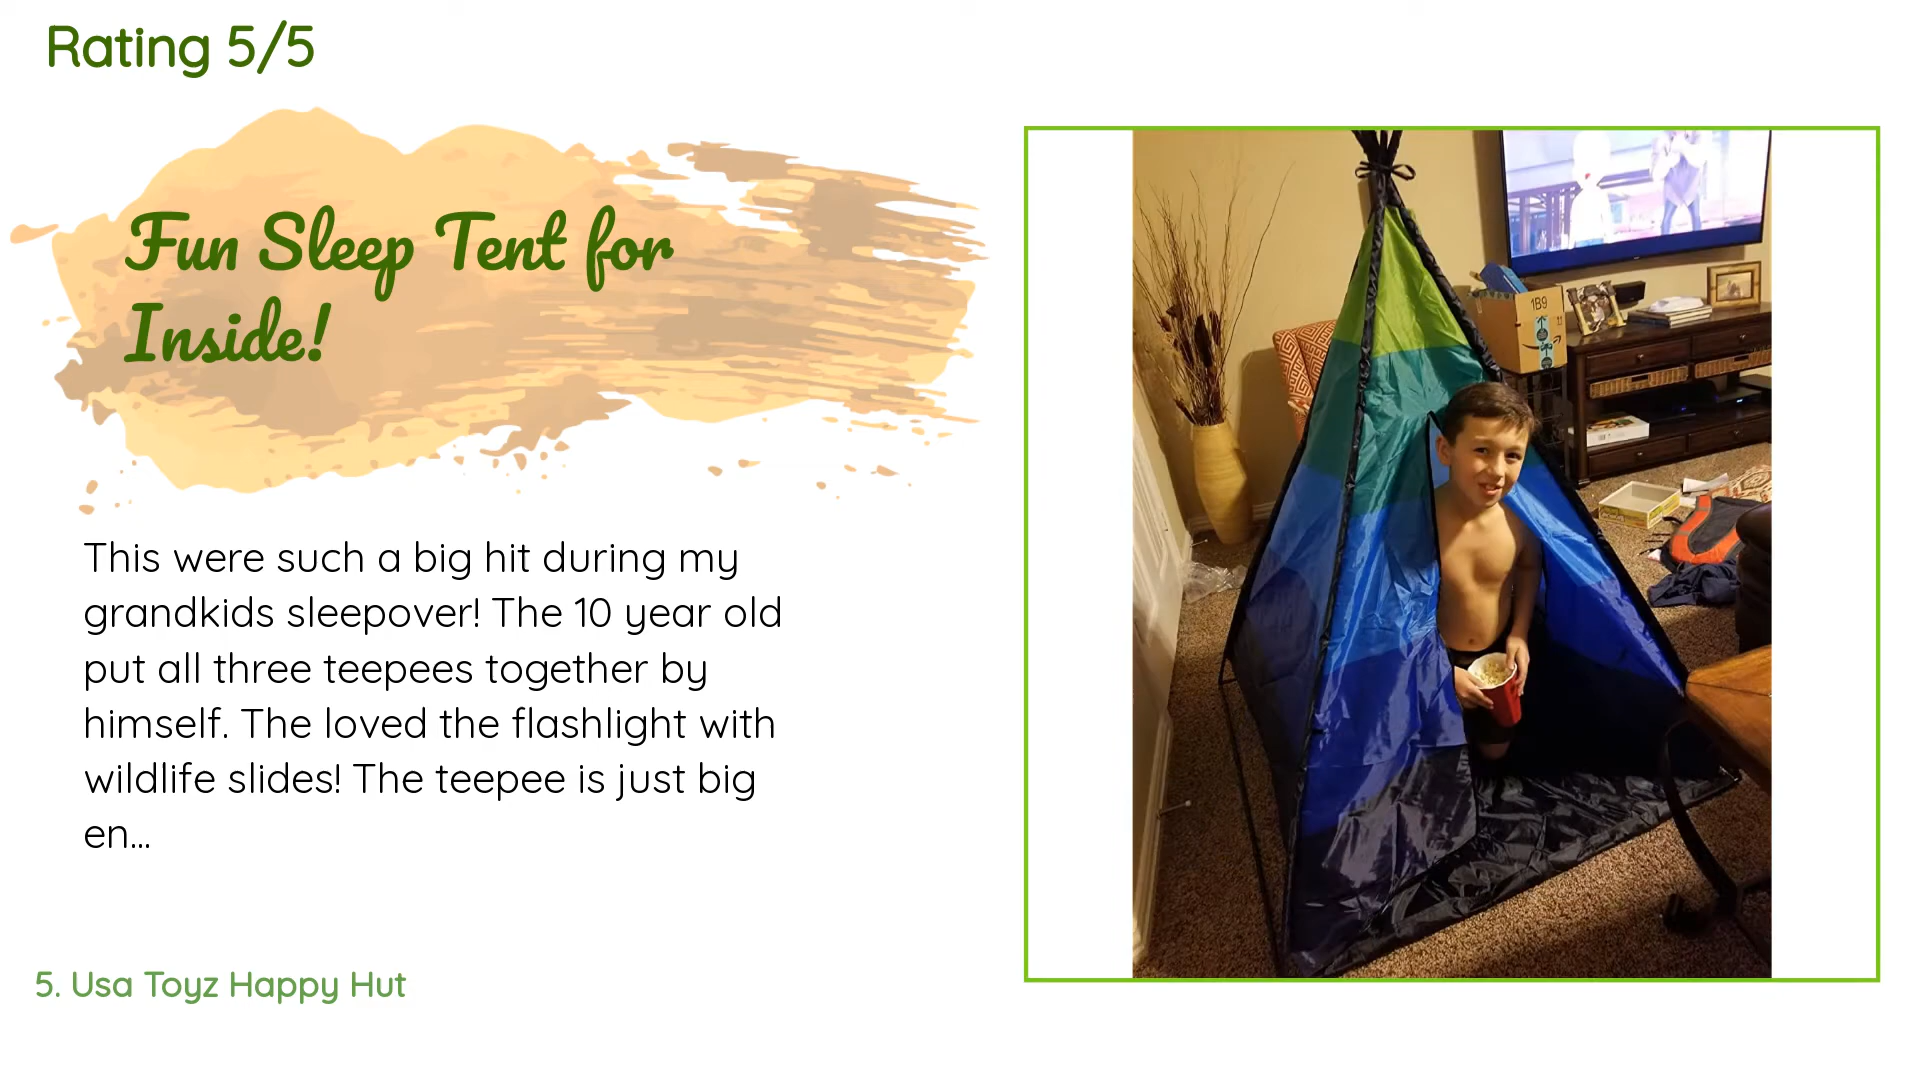 Rating 5/5
Fun Sleep Tent for
Inside!
This were such a big hit during my
grandkids sleepover! The 10 year old
put all three teepees together by
himself. The loved the flashlight with
wildlife slides! The teepee is just big
en...
5. Usa Toyz Happy Hut
1B9